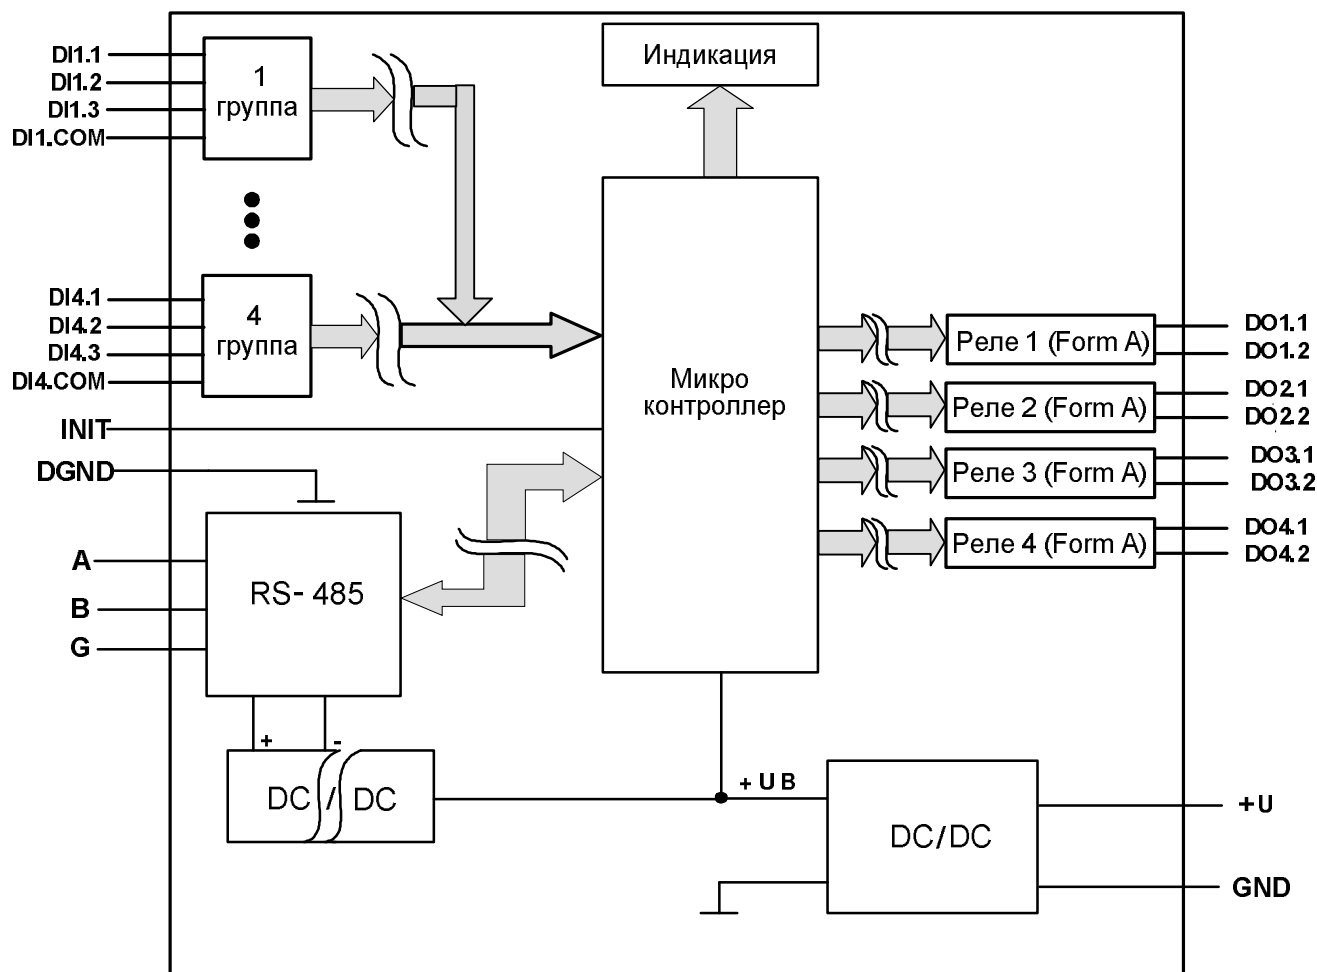 DI1.1
DI1.2
DI1.3
DI1.COM
1
группа
Индикация
DI4.1
DI4.2
DI4.3
DI4.COM
4
группа
INIT
DGND
Микро
контроллер
Реле 1 (Form A)
DO1.1
DO1.2
Реле 2 (Form A)
DO2.1
DO2.2
Реле 3 (Form A)
DO3.1
DO3.2
Реле 4 (Form A)
DO4.1
DO4.2
A
B
G
RS- 485
+ -
DC / DC
+ U B
DC/DC
+U
GND